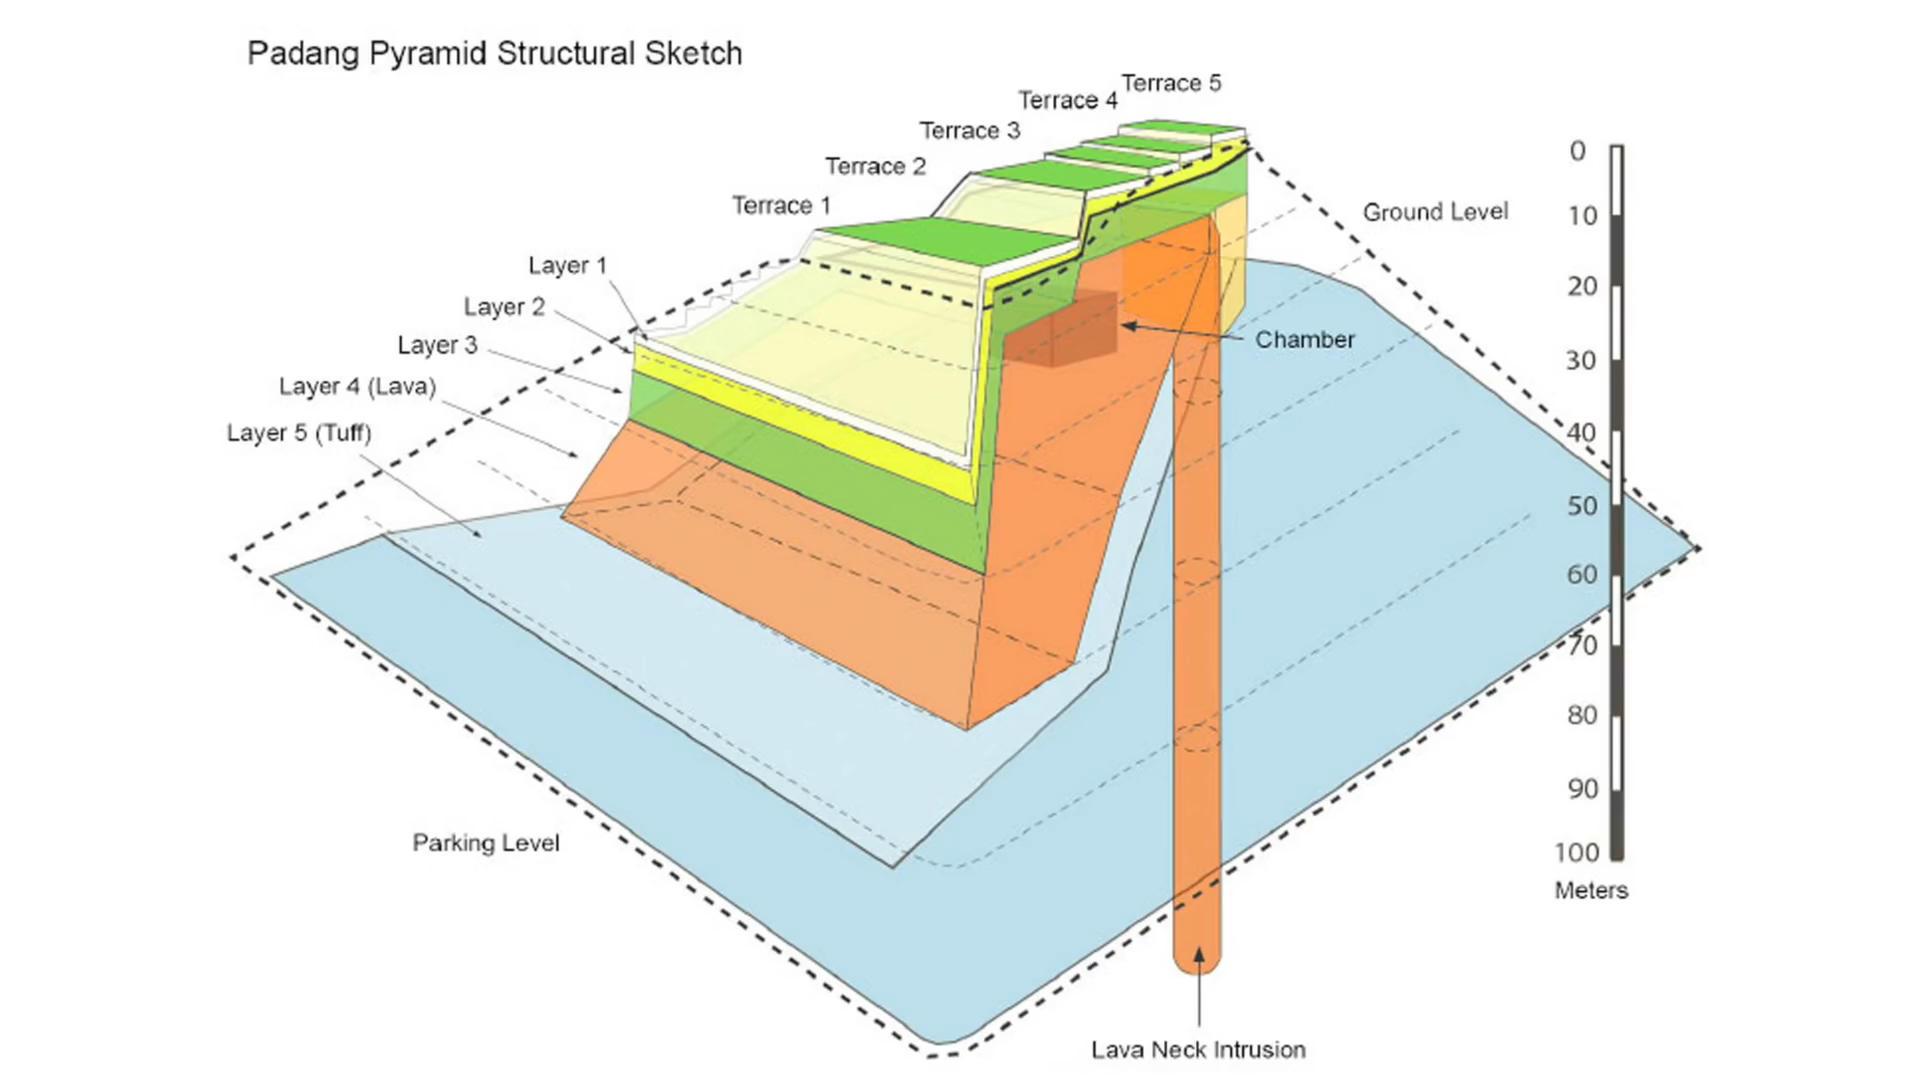 Padang Pyramid Structural Sketch
Terrace 5
Terrace 4
Terrace 3
Terrace 2
Terrace 1
Layer 1
Layer 2
Layer 3
Layer 4 (Lava)
Layer 5 (Tuff)
Ground Level
Chamber
Parking Level
Lava Neck Intrusion
0
10
20
30
40
50
60
70
80
90
100
Meters